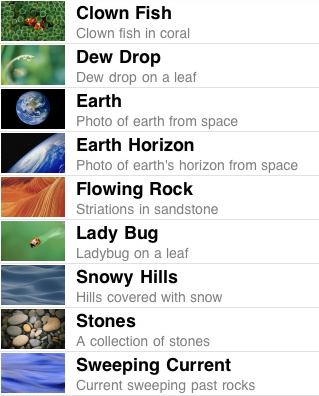 Clown Fish
Clown fish in coral
Dew Drop
Dew drop on a leaf
Earth
Photo of earth from space
Earth Horizon
Photo of earth's horizon from space
Flowing Rock
Striations in sandstone
Lady Bug
Ladybug on a leaf
Snowy Hills
Hills covered with snow
Stones
A collection of stones
Sweeping Current
Current sweeping past rocks